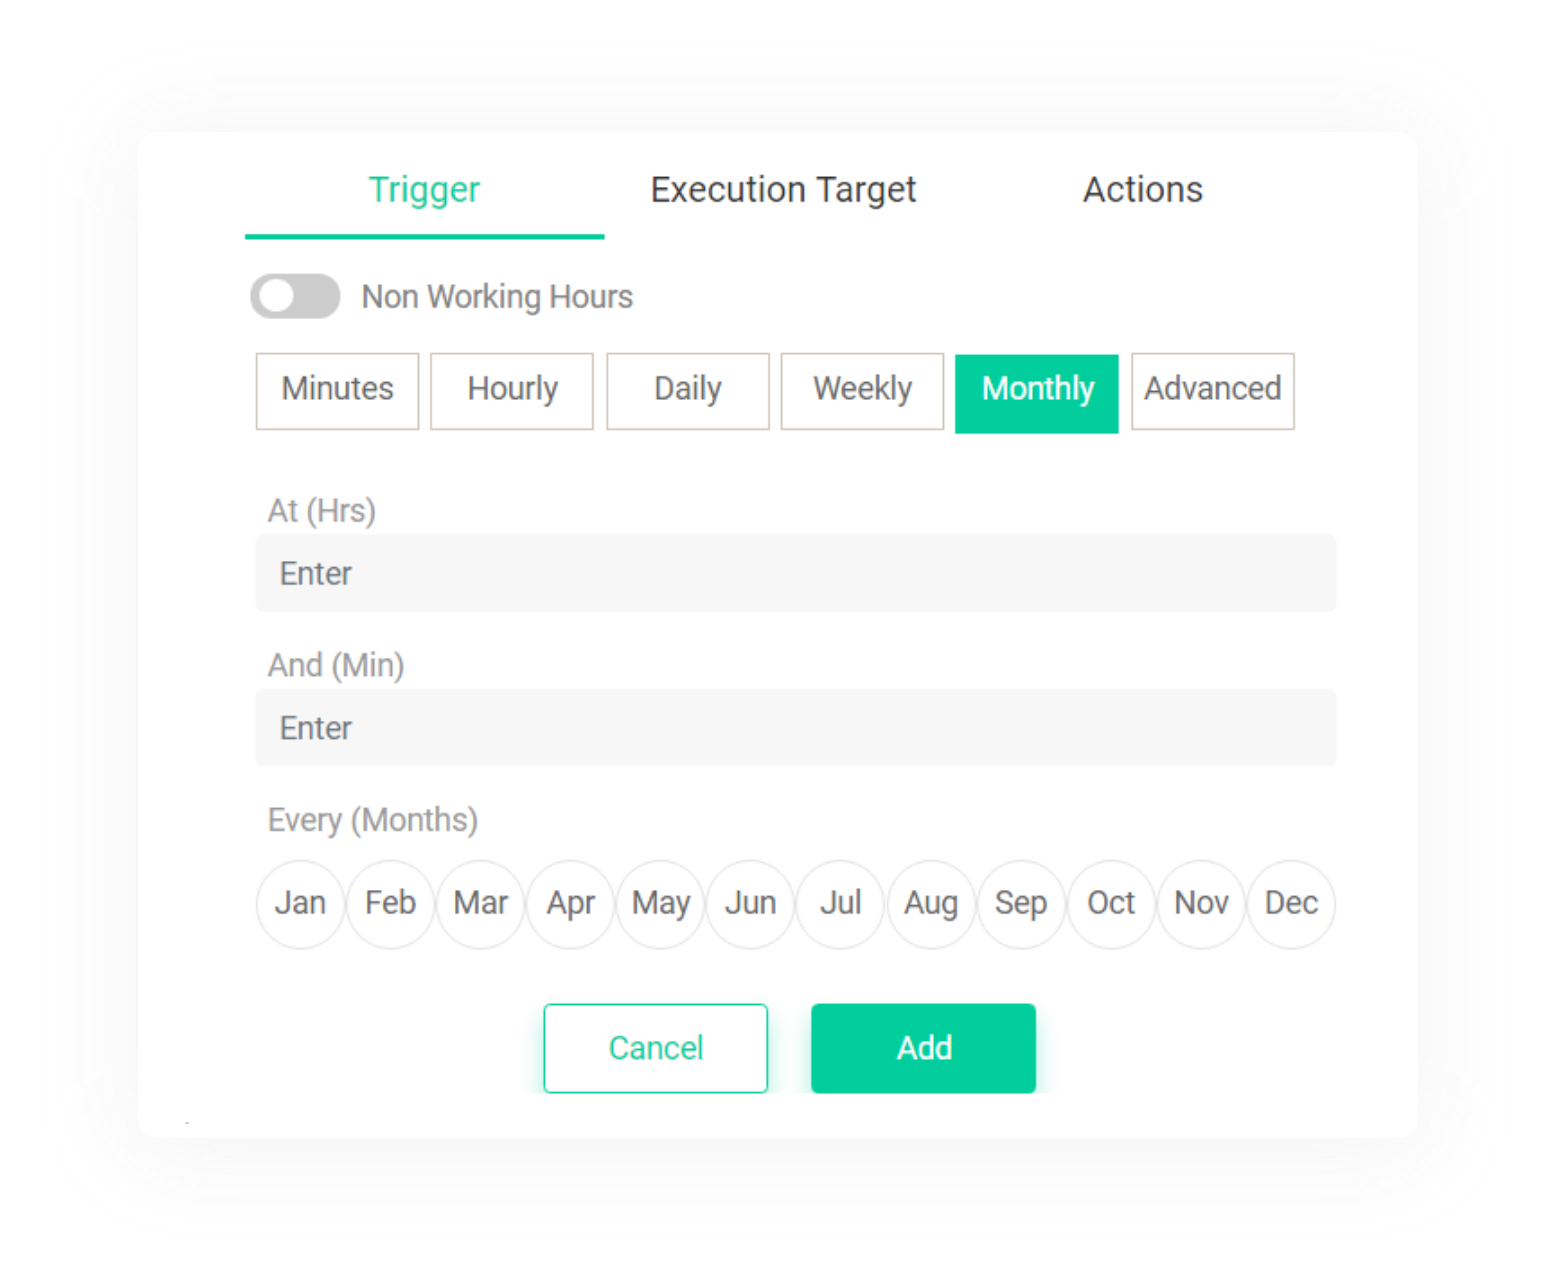 Trigger Execution Target Actions
Non Working Hours
Minutes Hourly Daily Weekly Monthly Advanced
At (Hrs)
Enter
And (Min)
Enter
Every (Months)
Jan Feb Mar Apr May Jun Jul Aug Sep Oct Nov Dec
Cancel Add